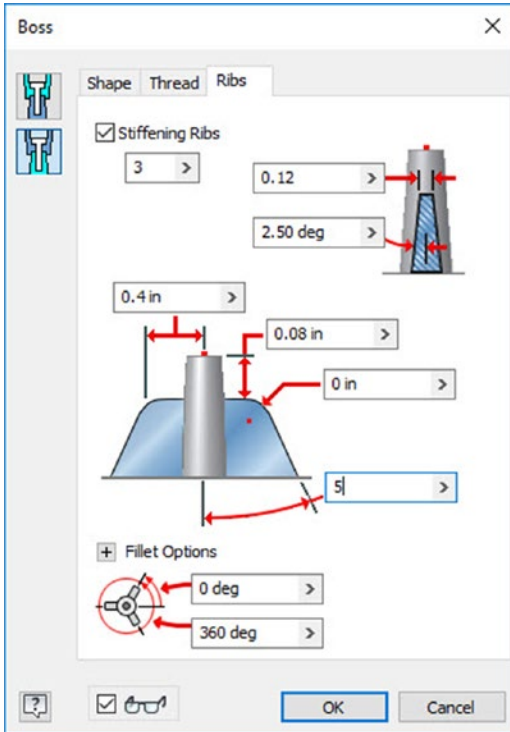 Boss
Shape Thread Ribs
Stiffening Ribs
3
0.12
2.50 deg
0.4 in
0.08 in
0 in
5
Fillet Options
0 deg
360 deg
OK Cancel